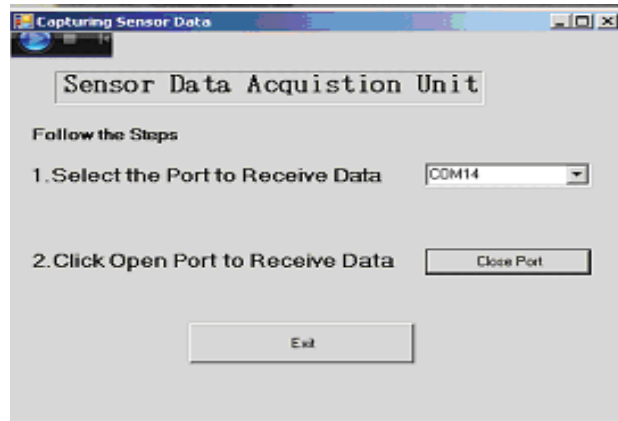 Capturing Sensor Data
Sensor Data Acquistion Unit
Follow the Steps
1.Select the Port to Receive Data
COM14
2.Click Open Port to Receive Data
Close Port
Exit